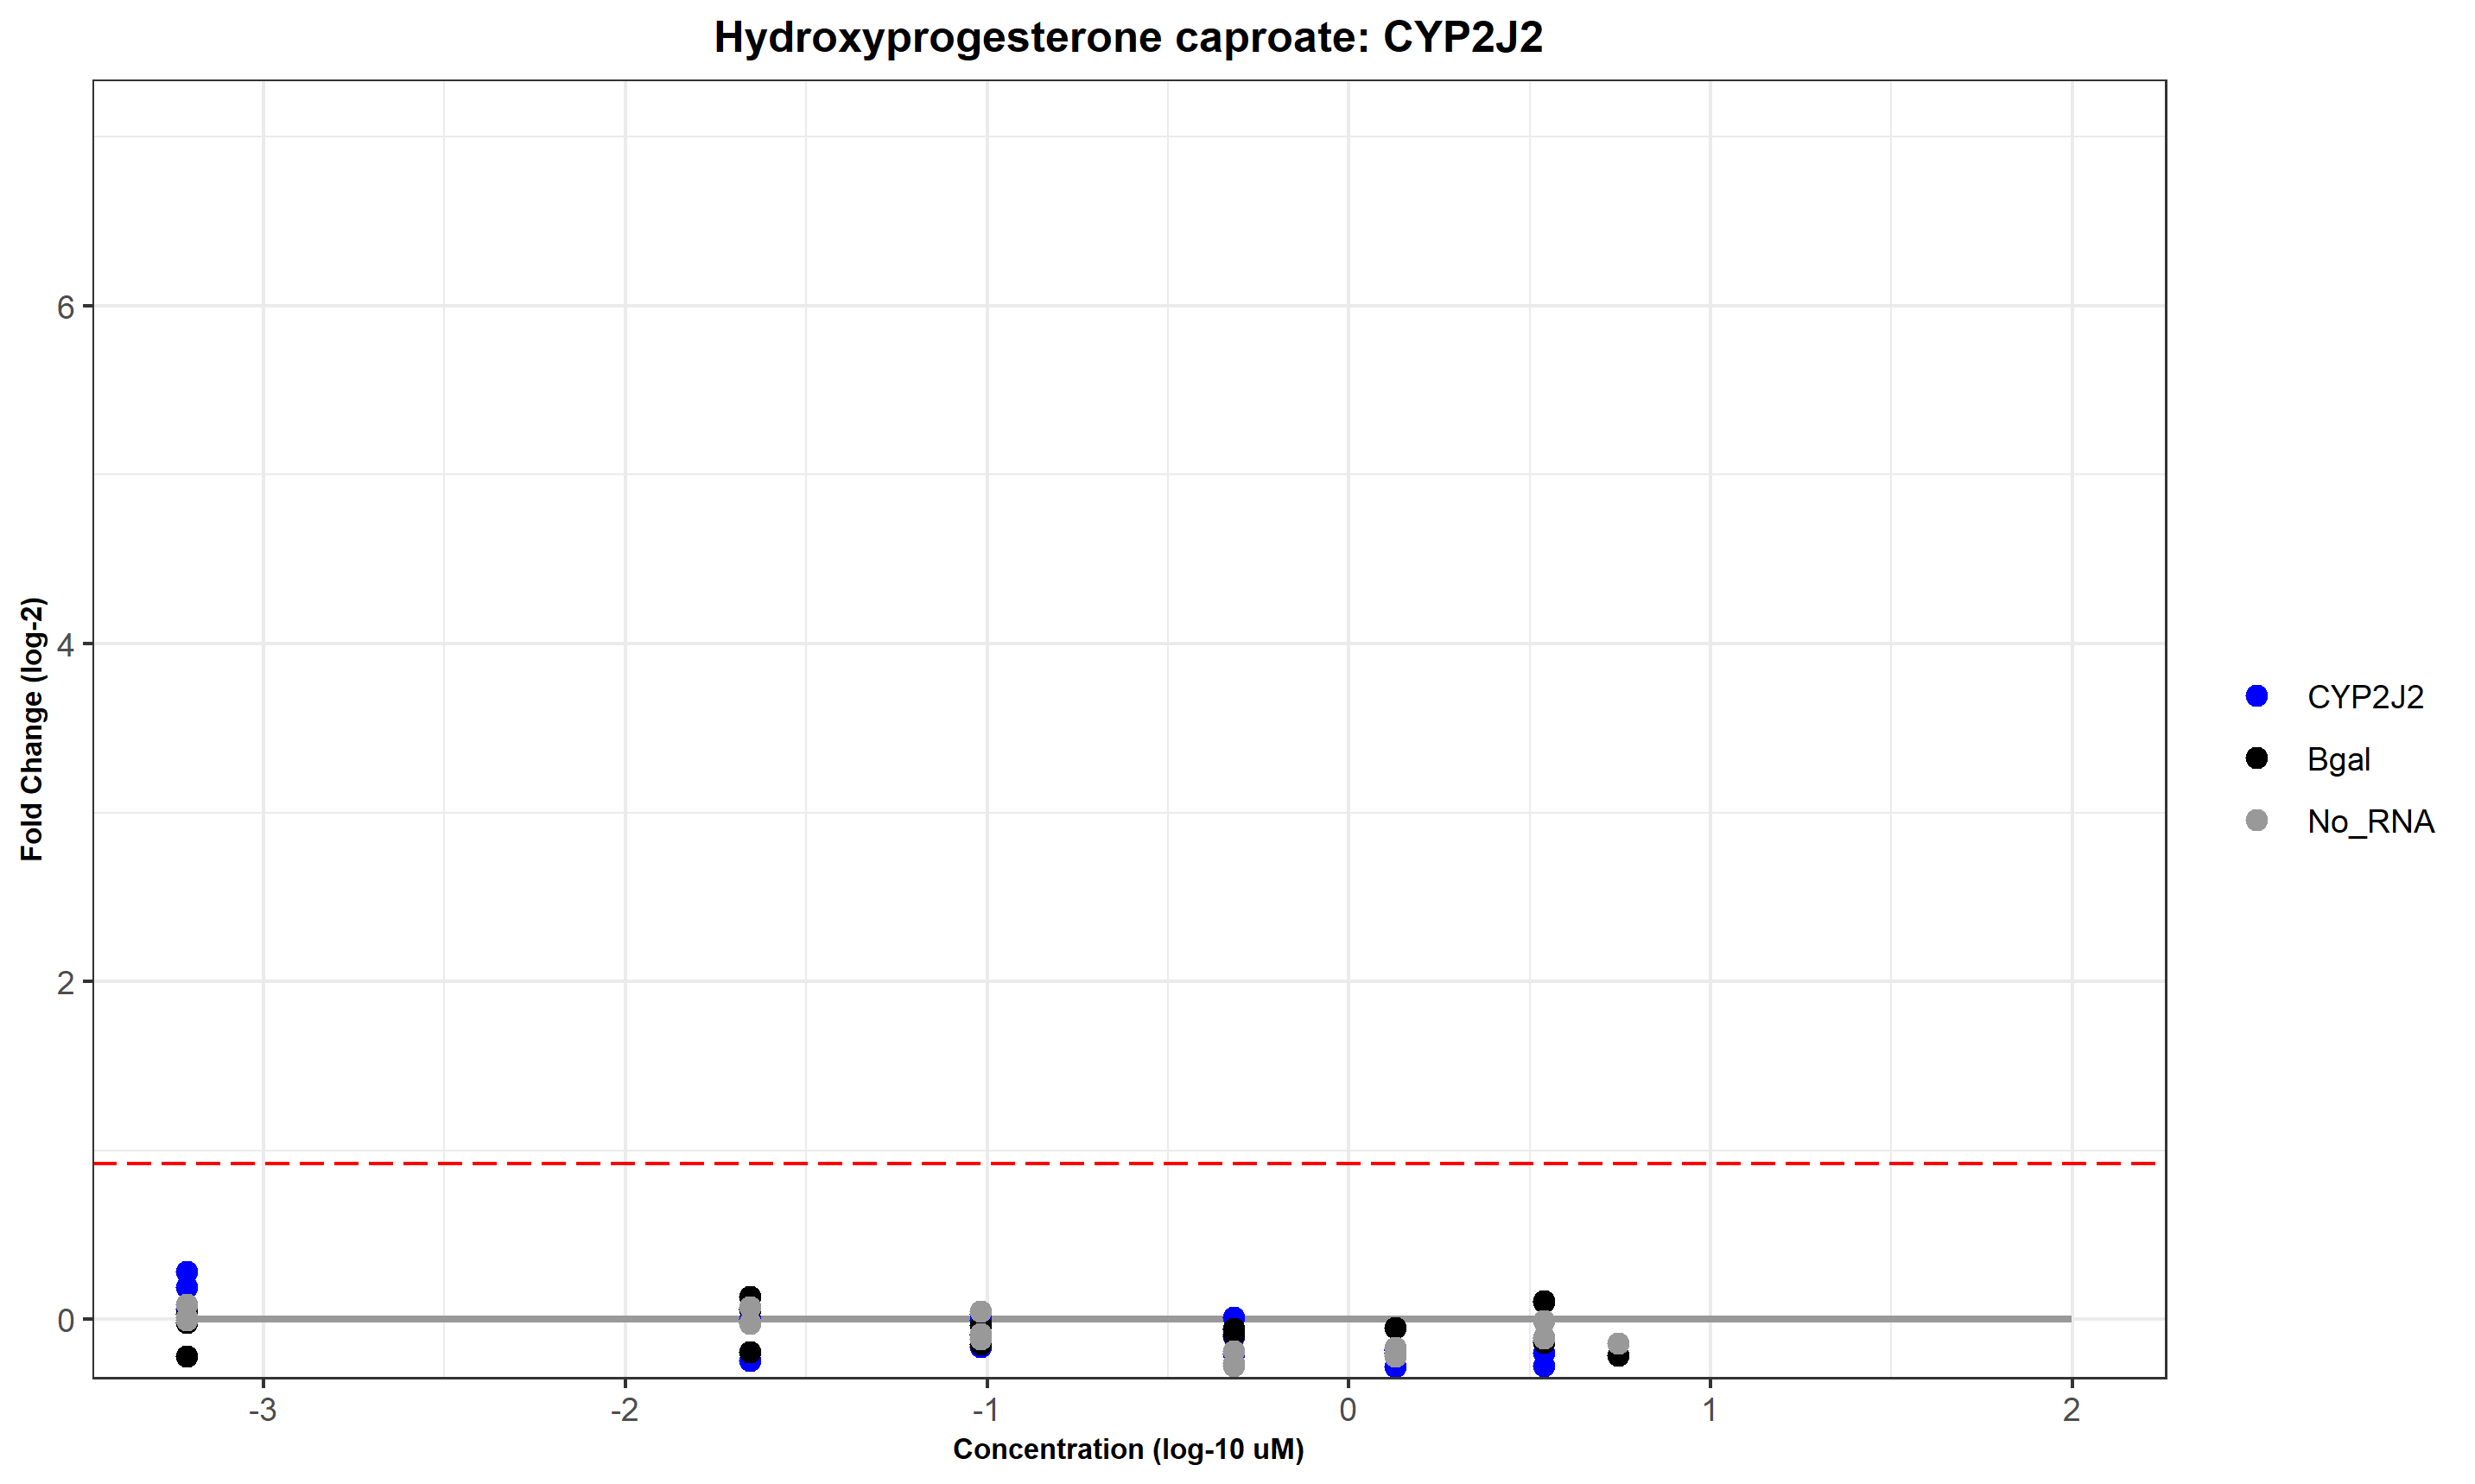 Hydroxyprogesterone caproate: CYP2J2
Fold Change (log-2)
6
4
2
0
-3
-2
-1
0
1
2
Concentration (log-10 uM)
CYP2J2
Bgal
No_RNA